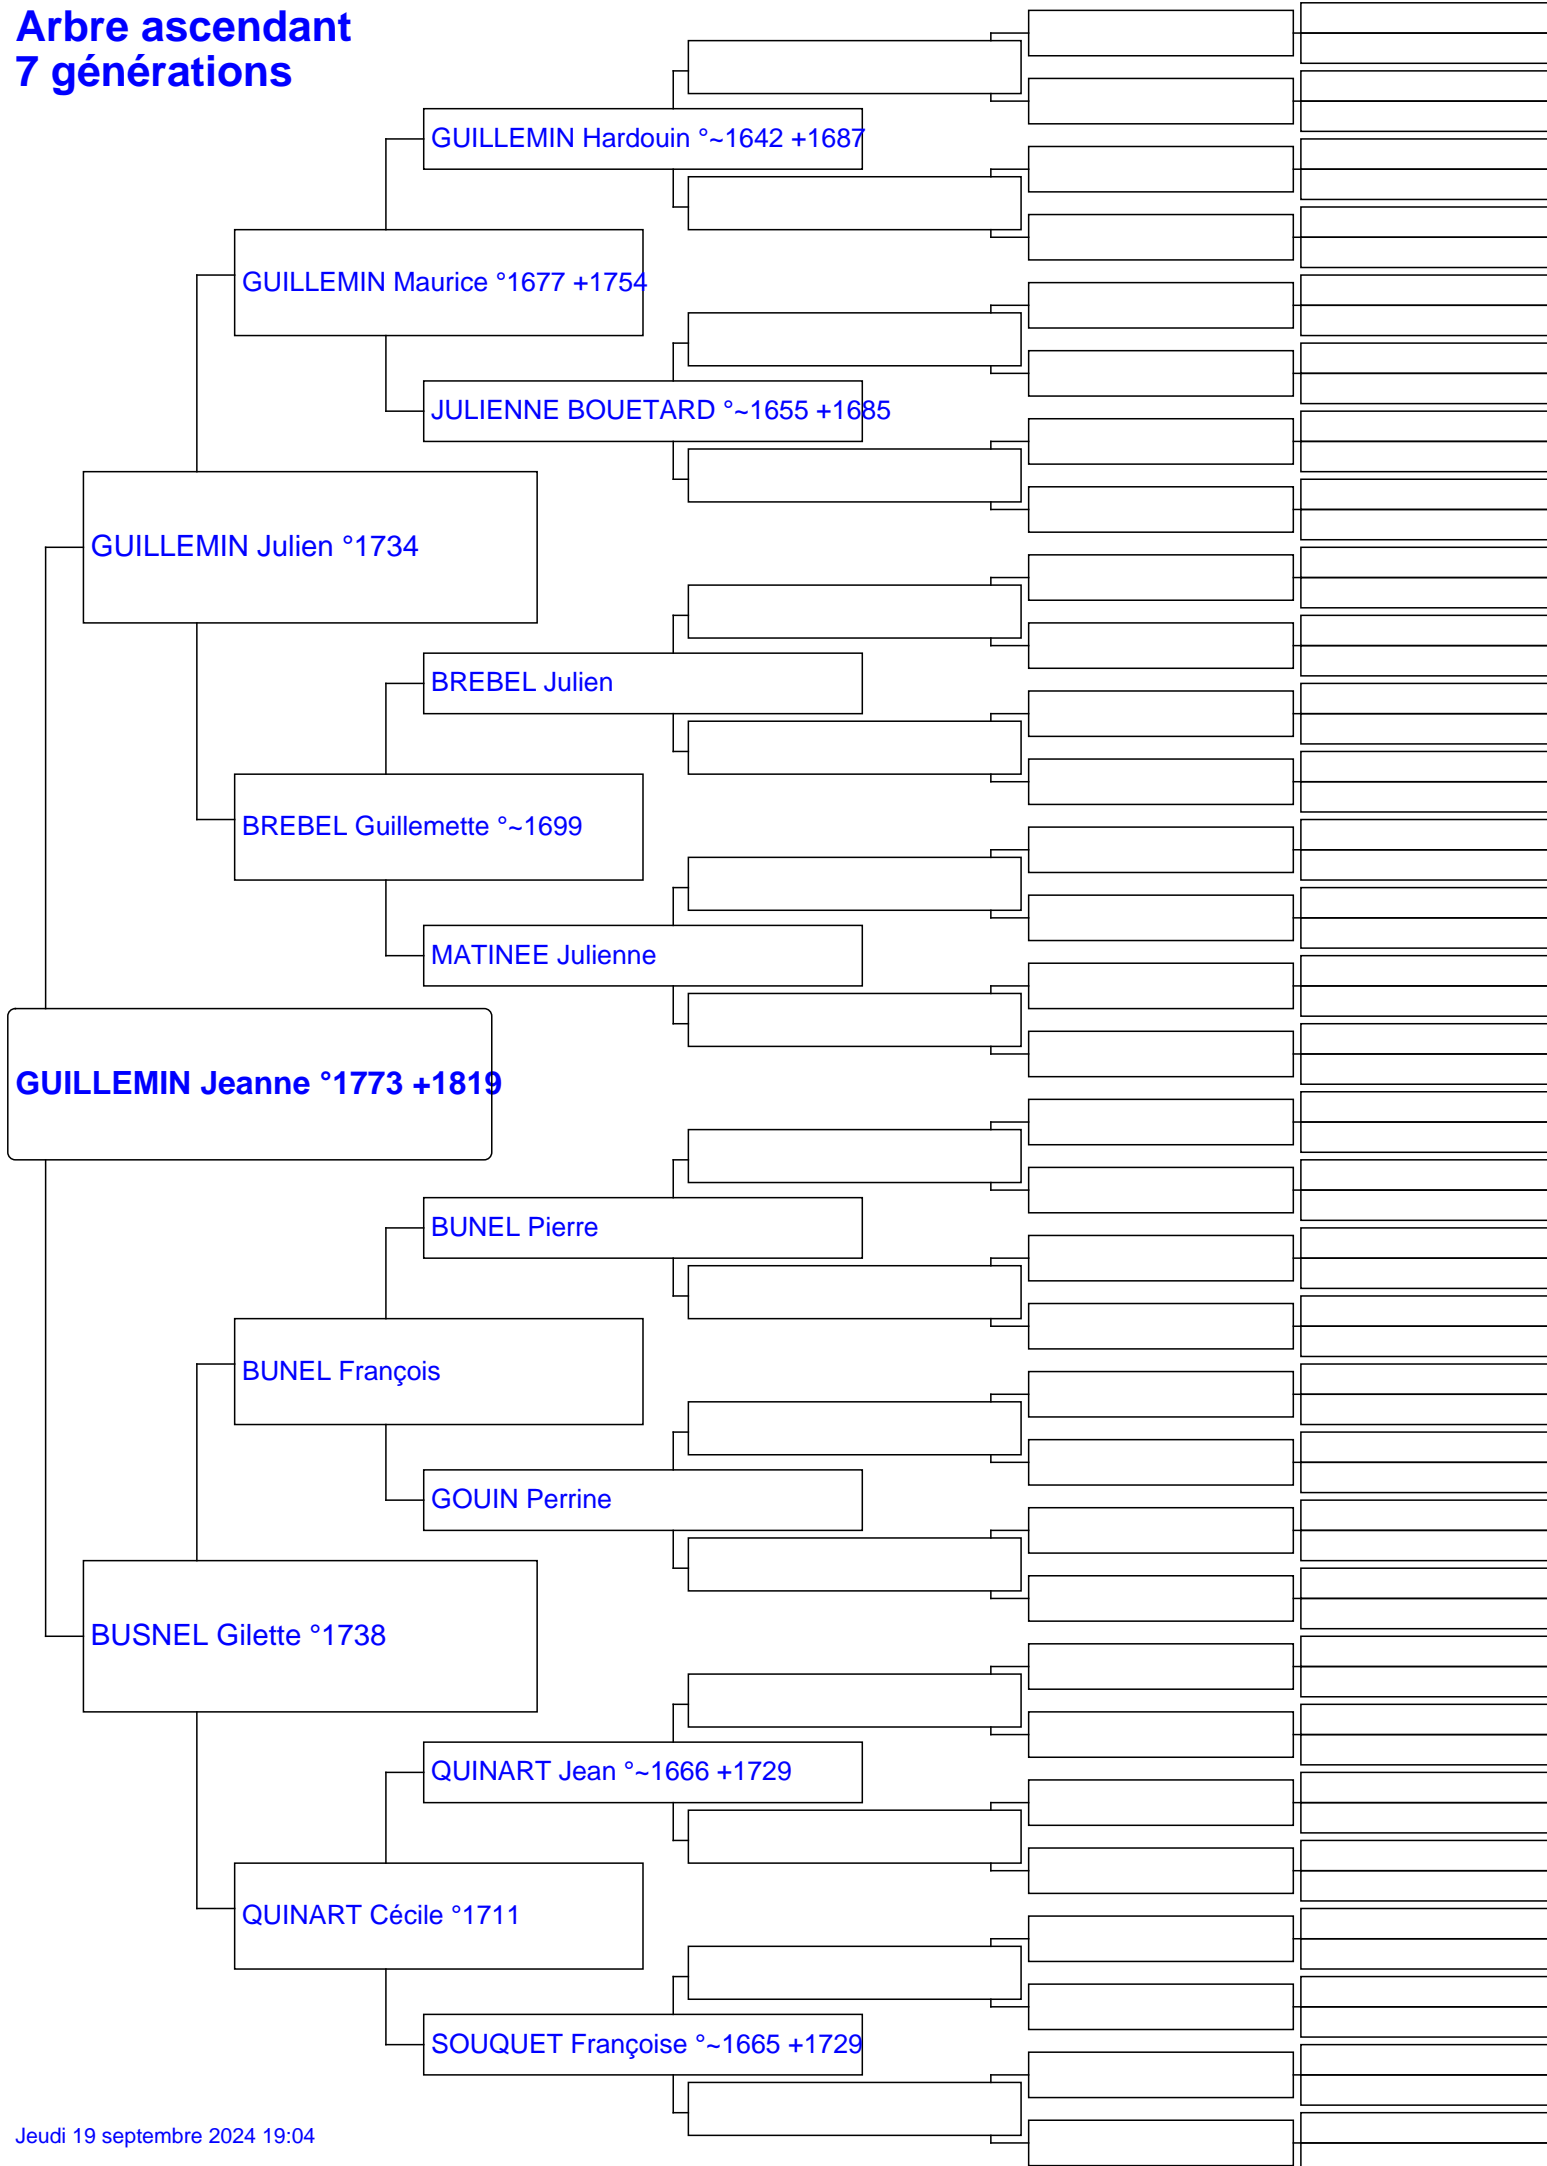 Arbre ascendant
7 générations
GUILLEMIN Hardouin °~1642 +1687
GUILLEMIN Maurice °1677 +1754
JULIENNE BOUETARD °~1655 +1685
GUILLEMIN Julien °1734
BREBEL Julien
BREBEL Guillemette °~1699
MATINEE Julienne
GUILLEMIN Jeanne °1773 +1819
BUNEL Pierre
BUNEL François
GOUIN Perrine
BUSNEL Gilette °1738
QUINART Jean °~1666 +1729
QUINART Cécile °1711
SOUQUET Françoise °~1665 +1729
Jeudi 19 septembre 2024 19:04